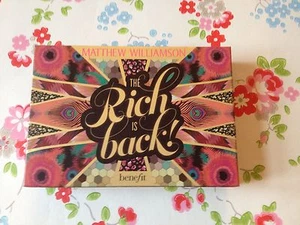 MATTHEW WILLIAMSON
THE
Rich
IS
back!
benefit